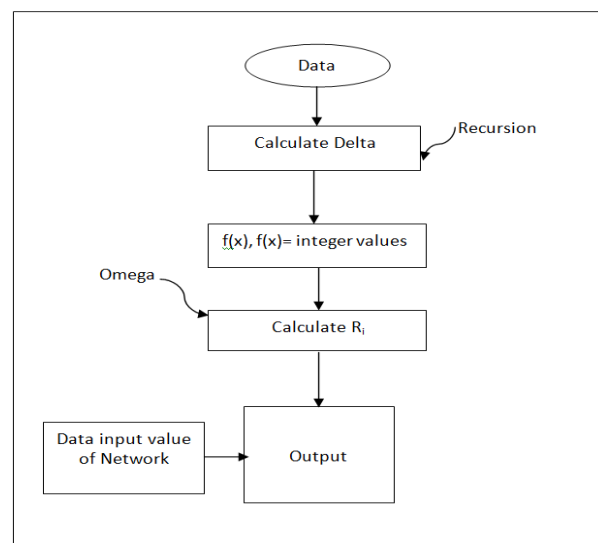 Data
Calculate Delta
Recursion
f(x), f(x)= integer values
Omega
Calculate Rᵢ
Data input value
of Network
Output